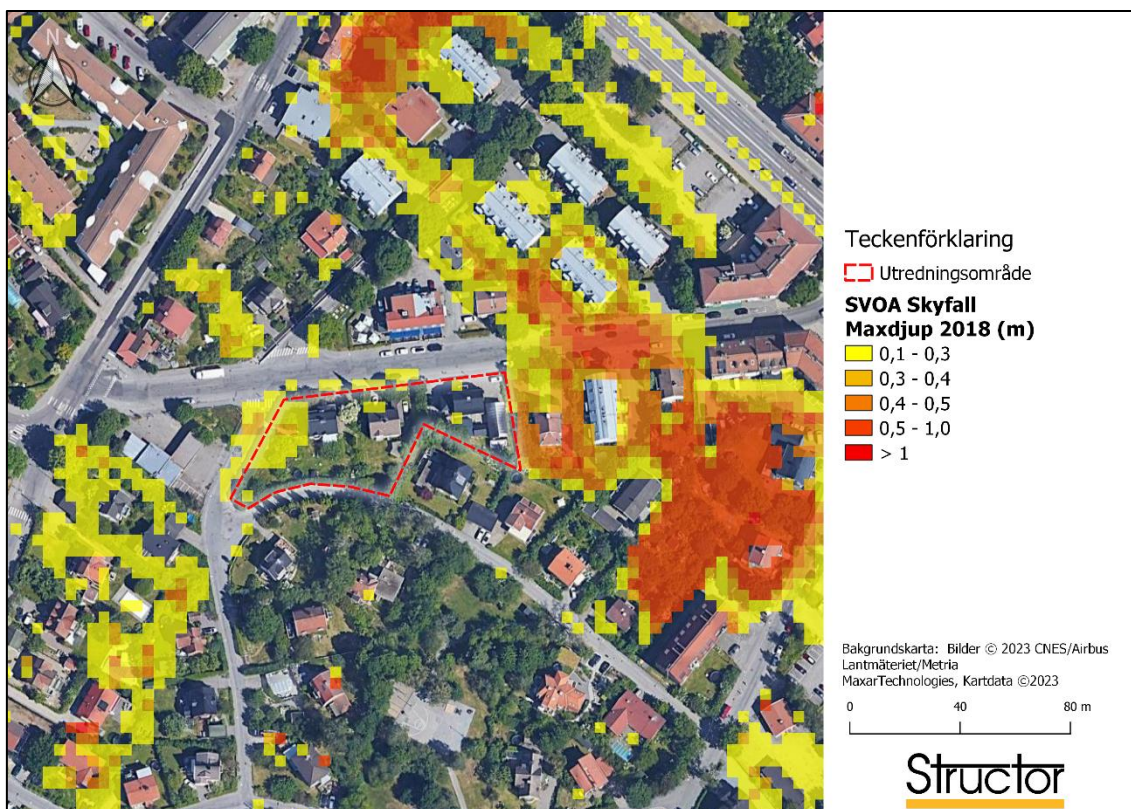 N
Teckenförklaring
Utredningsområde
SVOA Skyfall
Maxdjup 2018 (m)
0,1 - 0,3
0,3 - 0,4
0,4 - 0,5
0,5 - 1,0
> 1
Bakgrundskarta: Bilder © 2023 CNES/Airbus
Lantmäteriet/Metria
MaxarTechnologies, Kartdata ©2023
0 40 80 m
Structor